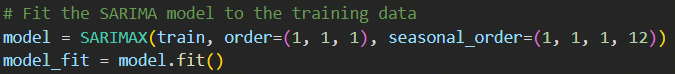 # Fit the SARIMA model to the training data
model = SARIMAX(train, order=(1, 1, 1), seasonal_order=(1, 1, 1, 12))
model_fit = model.fit()